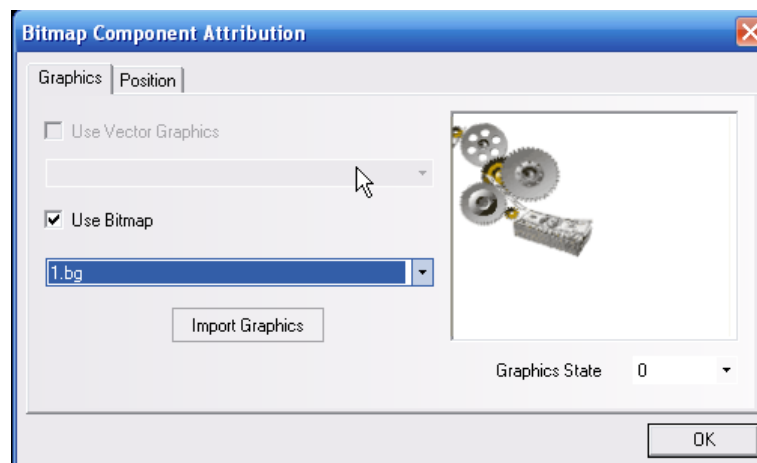 Bitmap Component Attribution
Graphics
Position
Use Vector Graphics
Use Bitmap
1.bg
Import Graphics
Graphics State
0
OK